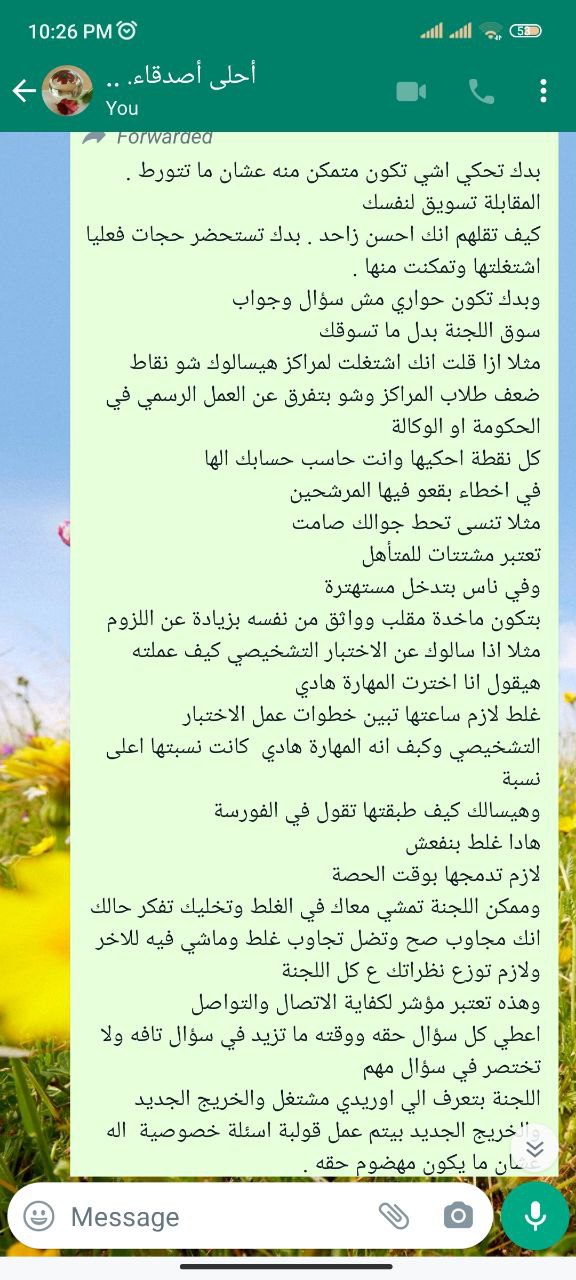 10:26 PM
53
أحلى أصدقاء. ..
You
Forwarded
بدك تحكي اشي تكون متمكن منه عشان ما تتورط .
المقابلة تسويق لنفسك
كيف تقلهم انك احسن زاحد . بدك تستحضر حجات فعليا
اشتغلتها وتمكنت منها .
وبدك تكون حواري مش سؤال وجواب
سوق اللجنة بدل ما تسوقك
مثلا ازا قلت انك اشتغلت لمراكز هيسالوك شو نقاط
ضعف طلاب المراكز وشو بتفرق عن العمل الرسمي في
الحكومة او الوكالة
كل نقطة احكيها وانت حاسب حسابك الها
في اخطاء بقعو فيها المرشحين
مثلا تنسى تحط جوالك صامت
تعتبر مشتتات للمتأهل
وفي ناس بتدخل مستهترة
بتكون ماخدة مقلب وواثق من نفسه بزيادة عن اللزوم
مثلا اذا سالوك عن الاختبار التشخيصي كيف عملته
هيقول انا اخترت المهارة هادي
غلط لازم ساعتها تبين خطوات عمل الاختبار
التشخيصي وكبف انه المهارة هادي كانت نسبتها اعلى
نسبة
وهيسالك كيف طبقتها تقول في الفورسة
هادا غلط بنفعش
لازم تدمجها بوقت الحصة
وممكن اللجنة تمشي معاك في الغلط وتخليك تفكر حالك
انك مجاوب صح وتضل تجاوب غلط وماشي فيه للاخر
ولازم توزع نظراتك ع كل اللجنة
وهذه تعتبر مؤشر لكفاية الاتصال والتواصل
اعطي كل سؤال حقه ووقته ما تزيد في سؤال تافه ولا
تختصر في سؤال مهم
اللجنة بتعرف الي اوريدي مشتغل والخريج الجديد
والخريج الجديد بيتم عمل قولبة اسئلة خصوصية اله
عشان ما يكون مهضوم حقه .
Message